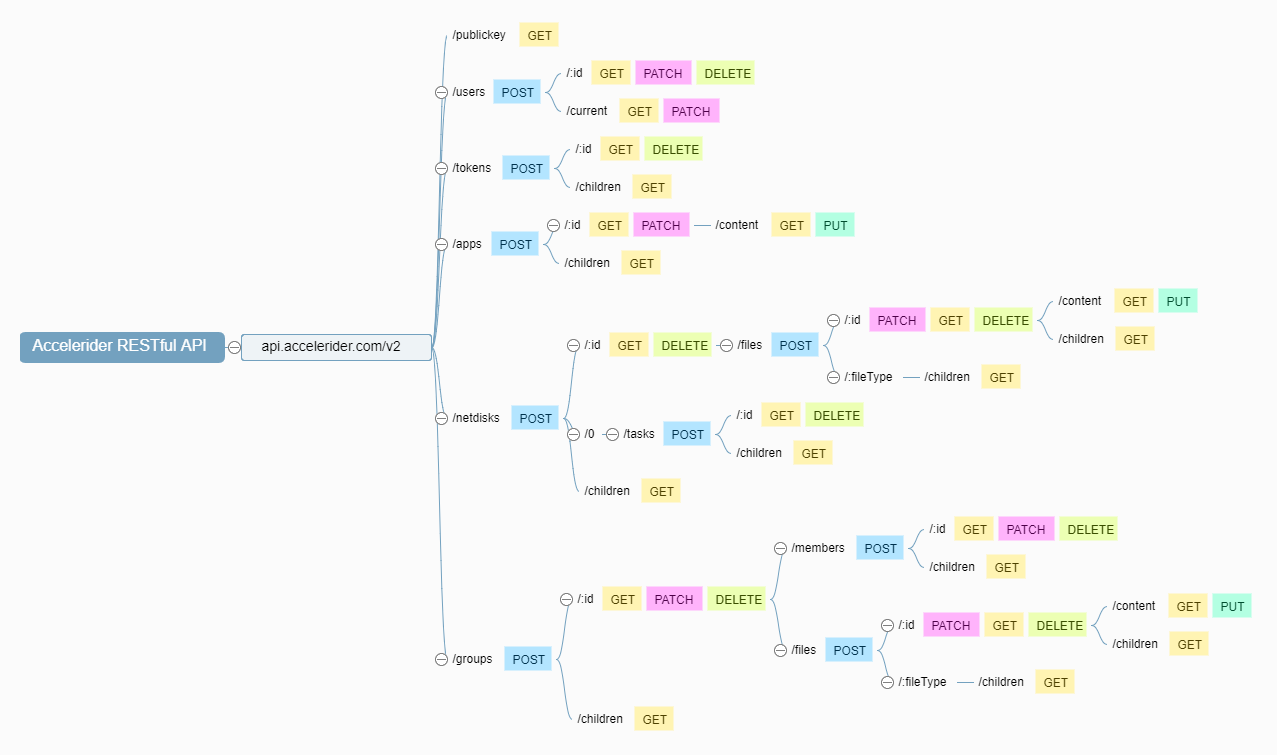 /publickey GET
/:id GET PATCH DELETE
/users POST
/current GET PATCH
/:id GET DELETE
/tokens POST
/children GET
/:id GET PATCH /content GET PUT
/apps POST
/children GET
/content GET PUT
/:id PATCH GET DELETE
/children GET
Accelerider RESTful API api.accelerider.com/v2 /:id GET DELETE /files POST
/:fileType /children GET
/:id GET DELETE
/netdisks POST
/0 /tasks POST
/children GET
/children GET
/:id GET PATCH DELETE
/members POST
/children GET
/:id GET PATCH DELETE
/content GET PUT
/:id PATCH GET DELETE
/children GET
/files POST
/groups POST
/:fileType /children GET
/children GET